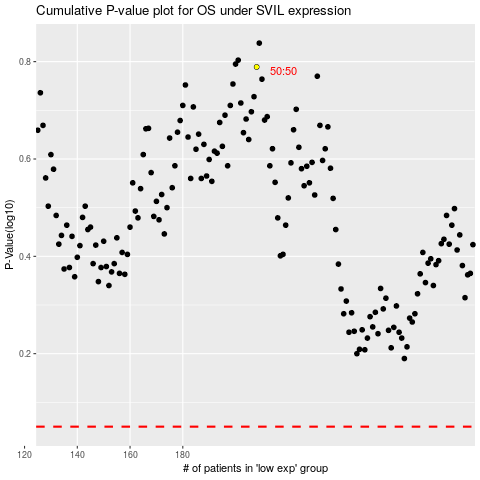 Cumulative P-value plot for OS under SVIL expression
P-Value(log10)
0.8
0.6
0.4
0.2
50:50
120 140 160 180
# of patients in 'low exp' group